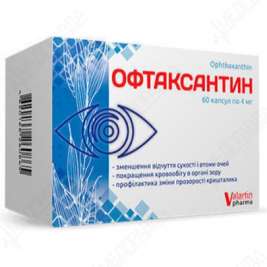 Ophthaxanthin
ОФТАКСАНТИН
60 капсул по 4 мг
- зменшення відчуття сухості і втоми очей
- покращення кровообігу в органі зору
- профілактика зміни прозорості кришталика
Valartin
pharma